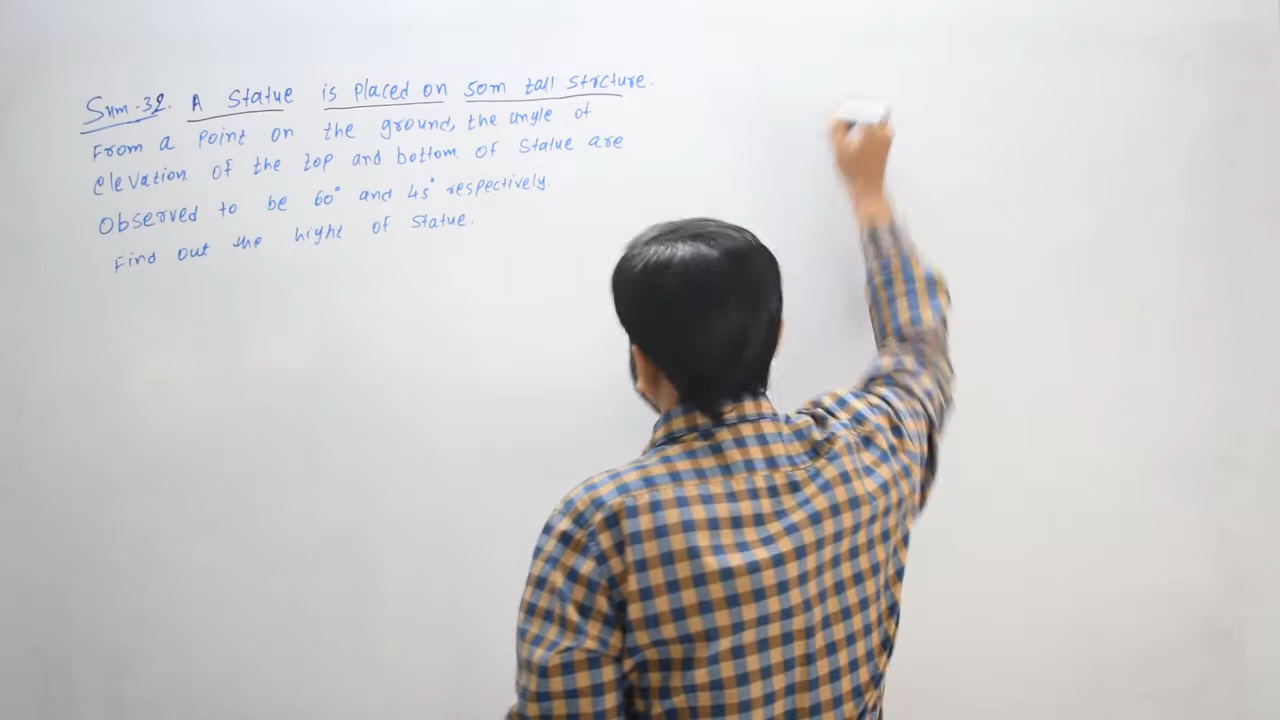 Sum-32. A Statue is placed on 50m tall Strcture.
From a point on the ground, the angle of
elevation of the top and bottom of Statue are
Observed to be 60° and 45° respectively.
Find out the hight of Statue.